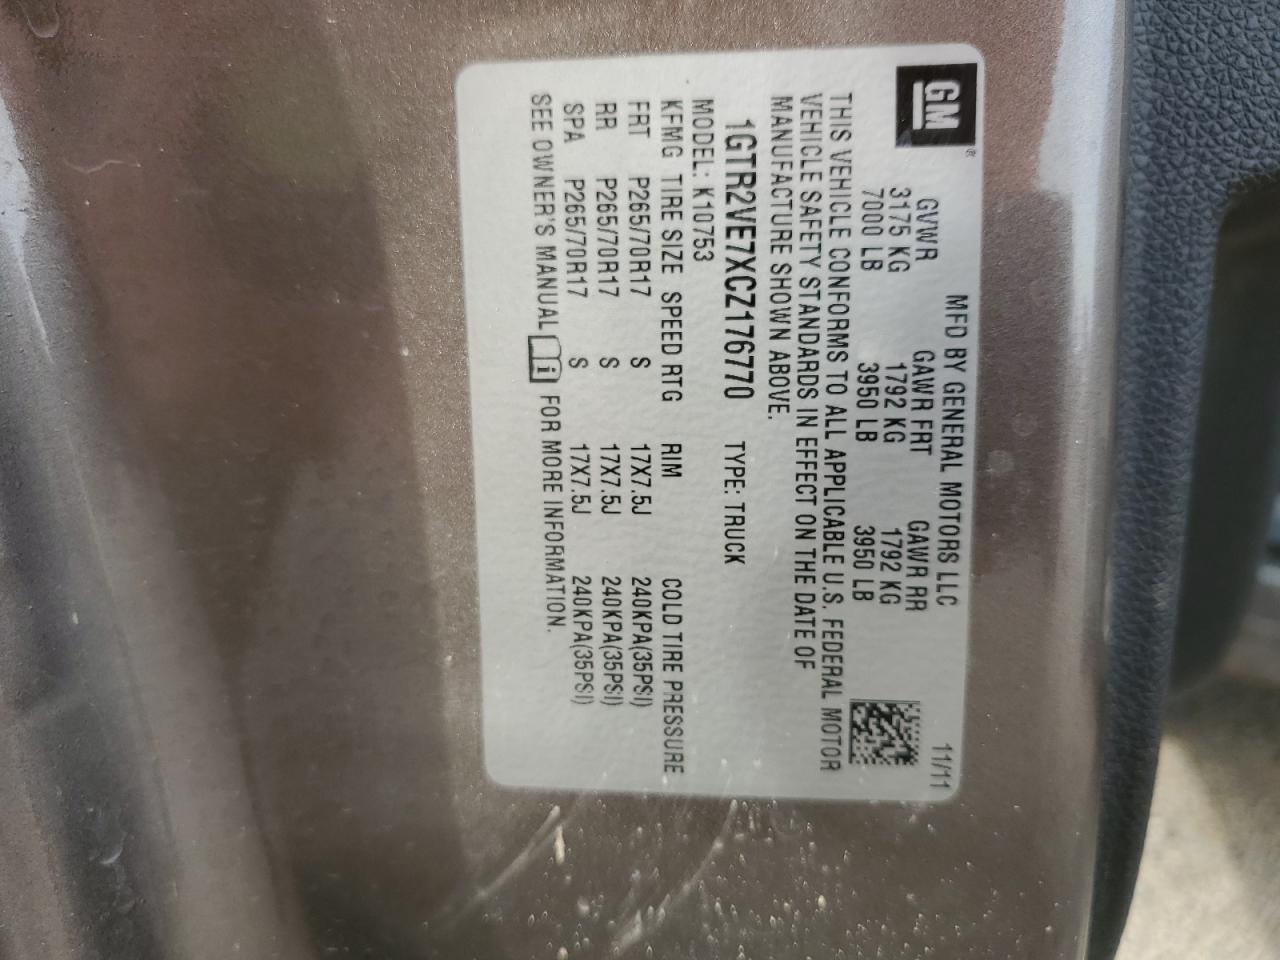 GM
MFD BY GENERAL MOTORS LLC 11/11
GVWR GAWR FRT GAWR RR
3175 KG 1792 KG 1792 KG
7000 LB 3950 LB 3950 LB
THIS VEHICLE CONFORMS TO ALL APPLICABLE U.S. FEDERAL MOTOR
VEHICLE SAFETY STANDARDS IN EFFECT ON THE DATE OF
MANUFACTURE SHOWN ABOVE.
1GTR2VE7XCZ176770 TYPE: TRUCK
MODEL: K10753
KFMG TIRE SIZE SPEED RTG RIM COLD TIRE PRESSURE
FRT P265/70R17 S 17X7.5J 240KPA(35PSI)
RR P265/70R17 S 17X7.5J 240KPA(35PSI)
SPA P265/70R17 S 17X7.5J 240KPA(35PSI)
SEE OWNER'S MANUAL i FOR MORE INFORMATION.